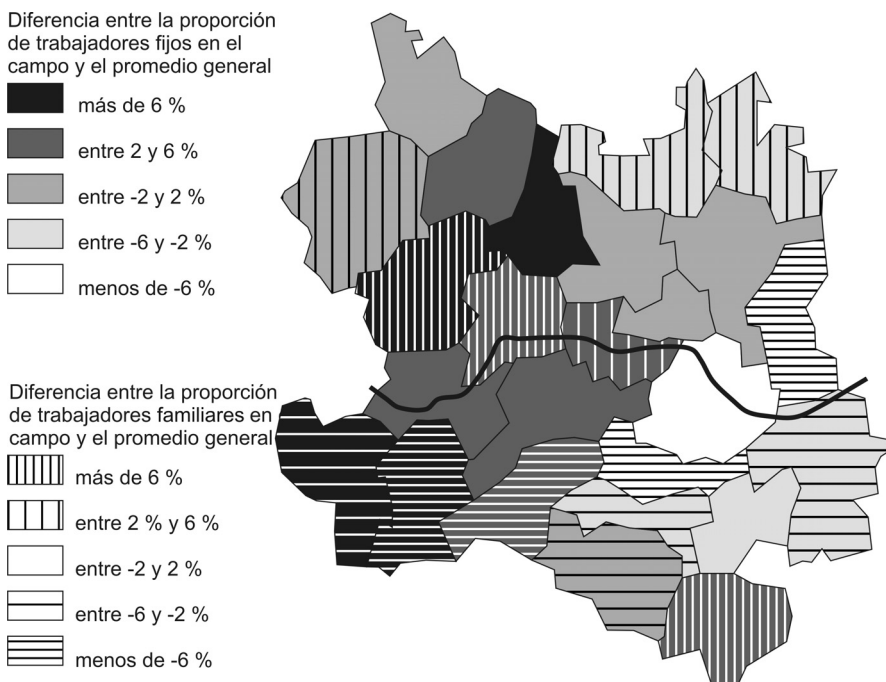 Diferencia entre la proporción
de trabajadores fijos en el
campo y el promedio general
más de 6 %
entre 2 y 6 %
entre -2 y 2 %
entre -6 y -2 %
menos de -6 %
Diferencia entre la proporción
de trabajadores familiares en
campo y el promedio general
más de 6 %
entre 2 % y 6 %
entre -2 y 2 %
entre -6 y -2 %
menos de -6 %